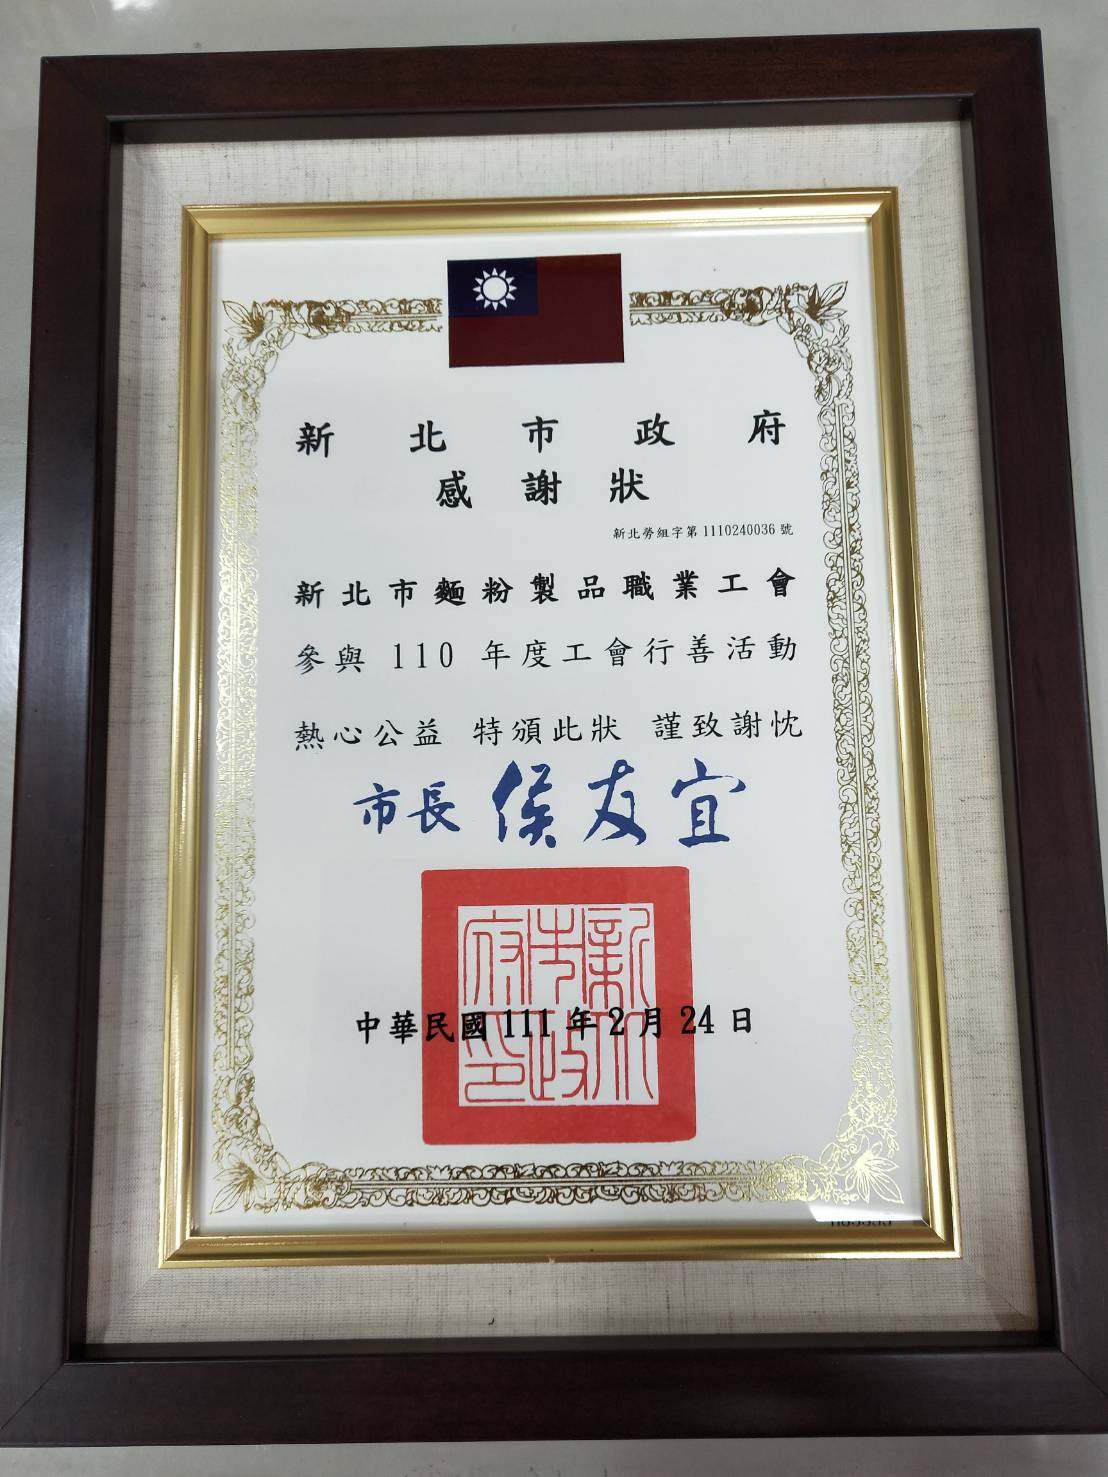 新北市政府
感謝狀
新北勞組字第1110240036號
新北市麵粉製品職業工會
參與 110 年度工會行善活動
熱心公益 特頒此狀 謹致謝忱
市長 侯友宜
新北市政府印
中華民國111年2月24日